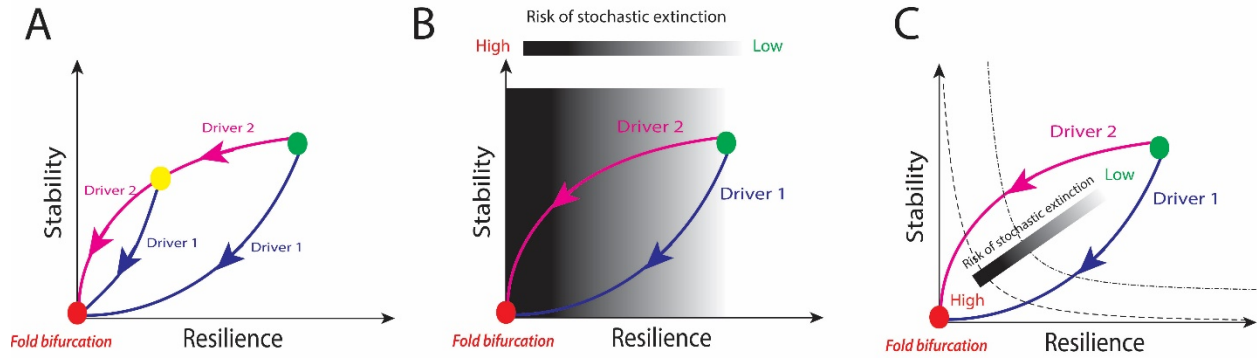 A
Stability
Driver 2
Driver 2
Driver 1
Driver 1
Fold bifurcation
Resilience
B
Risk of stochastic extinction
High
Low
Stability
Driver 2
Driver 1
Fold bifurcation
Resilience
C
Stability
Driver 2
Low
Driver 1
Risk of stochastic extinction
High
Fold bifurcation
Resilience